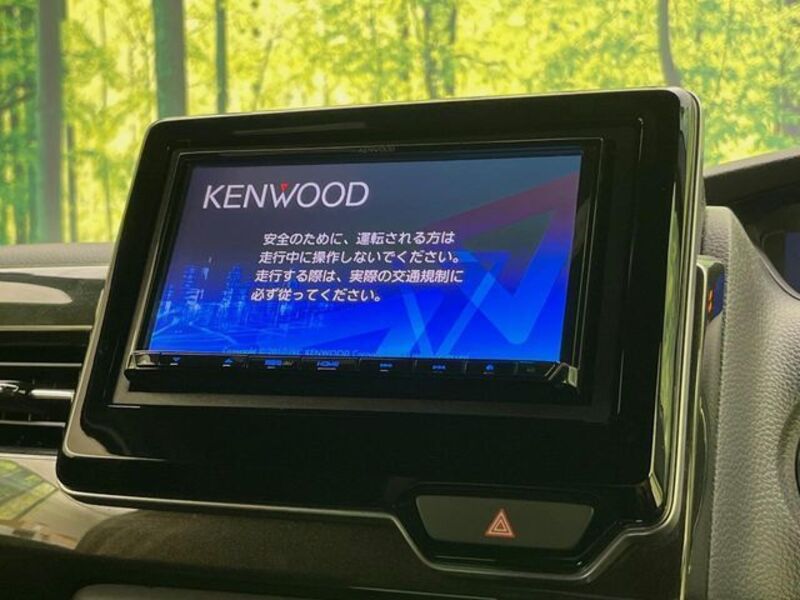 KENWOOD
KENWOOD
安全のために、運転される方は
走行中に操作しないでください。
走行する際は、実際の交通規制に
必ず従ってください。
KENWOOD
HOME